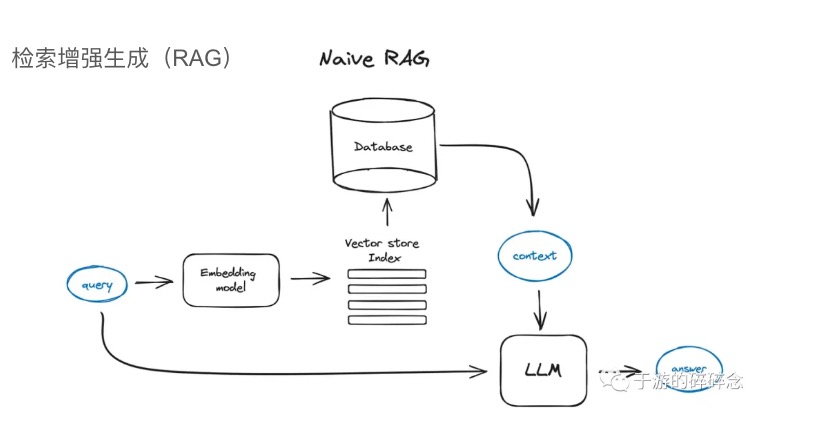 检索增强生成（RAG）
Naive RAG
Database
Vector store
Index
query
Embedding
model
context
LLM
answer
于游的碎碎念